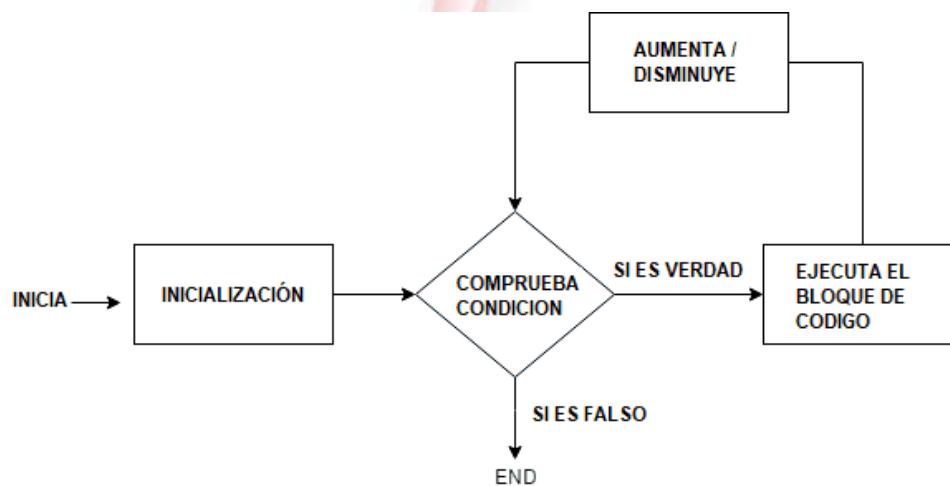 AUMENTA /
DISMINUYE
INICIA
INICIALIZACIÓN
COMPRUEBA
CONDICION
SI ES VERDAD
EJECUTA EL
BLOQUE DE
CODIGO
SI ES FALSO
END